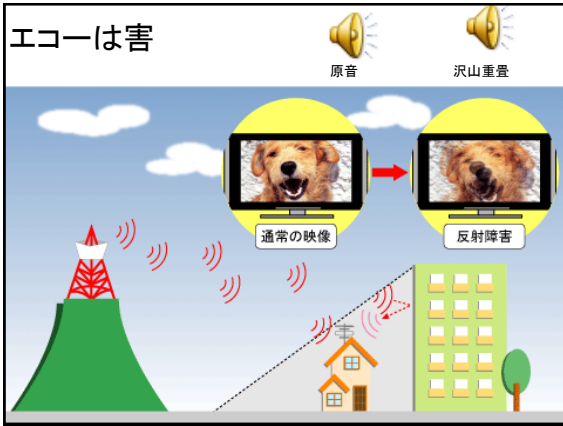 エコーは害
原音
沢山重畳
通常の映像
反射障害